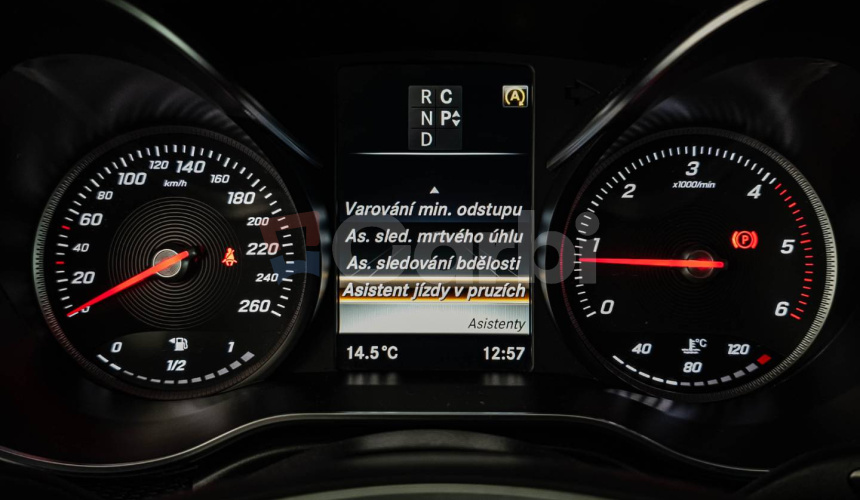 R C
N P
D
A
Varování min. odstupu
As. sled. mrtvého úhlu
As. sledování bdělosti
Asistent jízdy v pruzích
Asistenty
14.5°C 12:57
0 20 40 60 80 100 120 140 160 180 200 220 240 260
km/h
0 1/2 1
0 1 2 3 4 5 6
x1000/min
(P)
40 80 120
°C